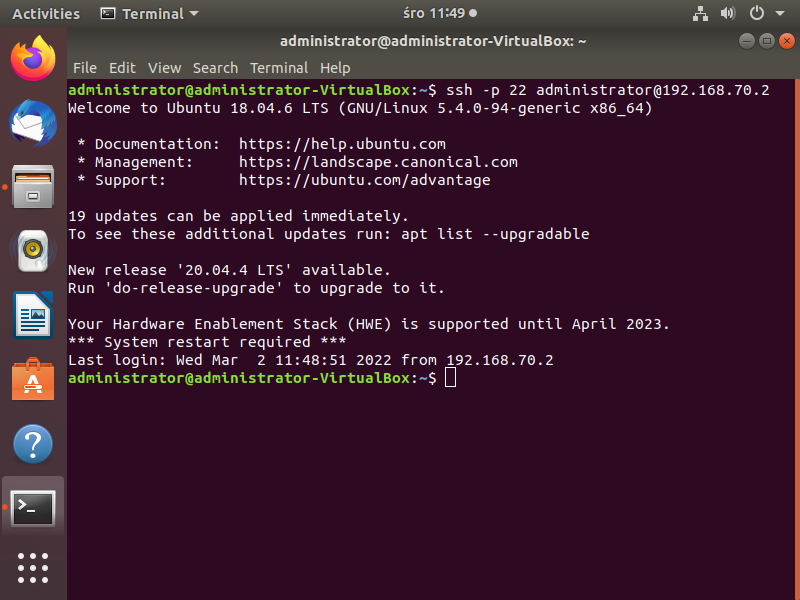 Activities Terminal śro 11:49
administrator@administrator-VirtualBox: ~
File Edit View Search Terminal Help
administrator@administrator-VirtualBox:~$ ssh -p 22 administrator@192.168.70.2
Welcome to Ubuntu 18.04.6 LTS (GNU/Linux 5.4.0-94-generic x86_64)
* Documentation: https://help.ubuntu.com
* Management: https://landscape.canonical.com
* Support: https://ubuntu.com/advantage
19 updates can be applied immediately.
To see these additional updates run: apt list --upgradable
New release '20.04.4 LTS' available.
Run 'do-release-upgrade' to upgrade to it.
Your Hardware Enablement Stack (HWE) is supported until April 2023.
*** System restart required ***
Last login: Wed Mar  2 11:48:51 2022 from 192.168.70.2
administrator@administrator-VirtualBox:~$